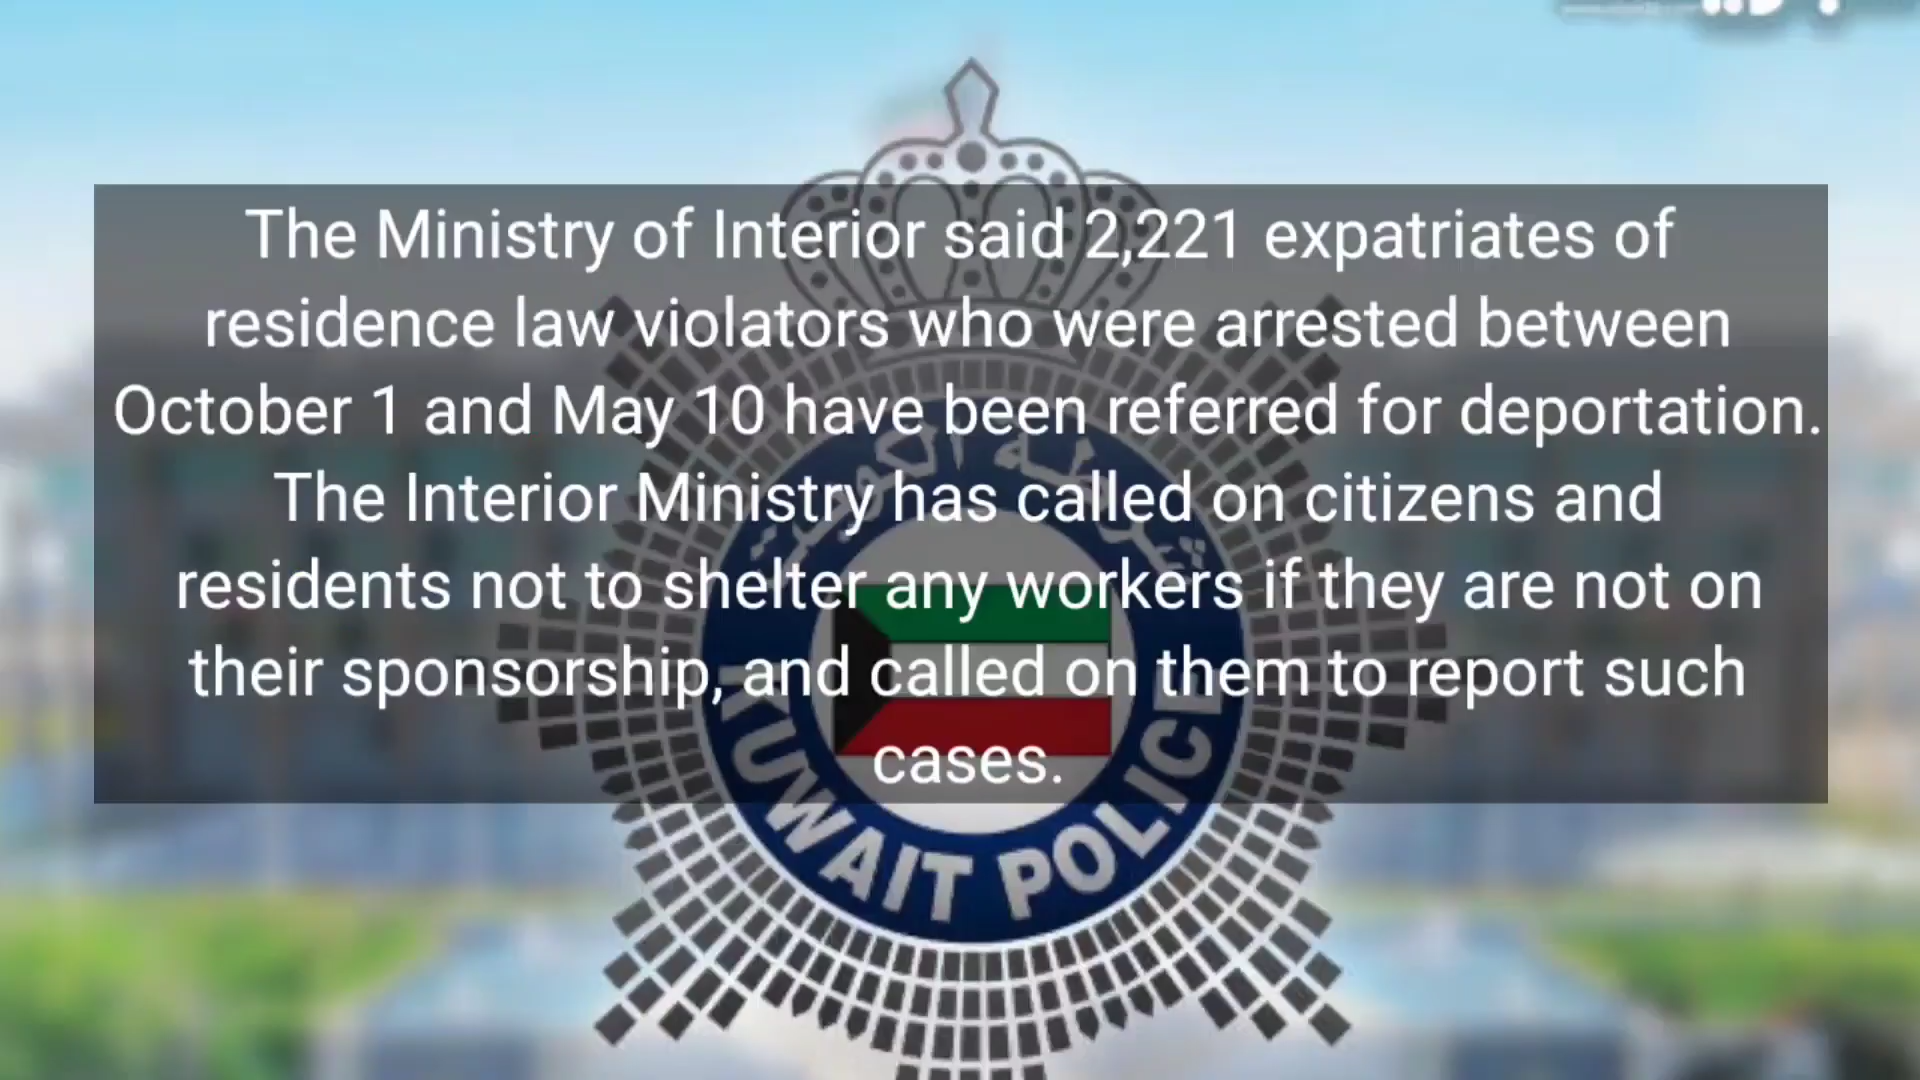 The Ministry of Interior said 2,221 expatriates of
residence law violators who were arrested between
October 1 and May 10 have been referred for deportation.
The Interior Ministry has called on citizens and
residents not to shelter any workers if they are not on
their sponsorship, and called on them to report such
cases.
شرطة الكويت
KUWAIT POLICE